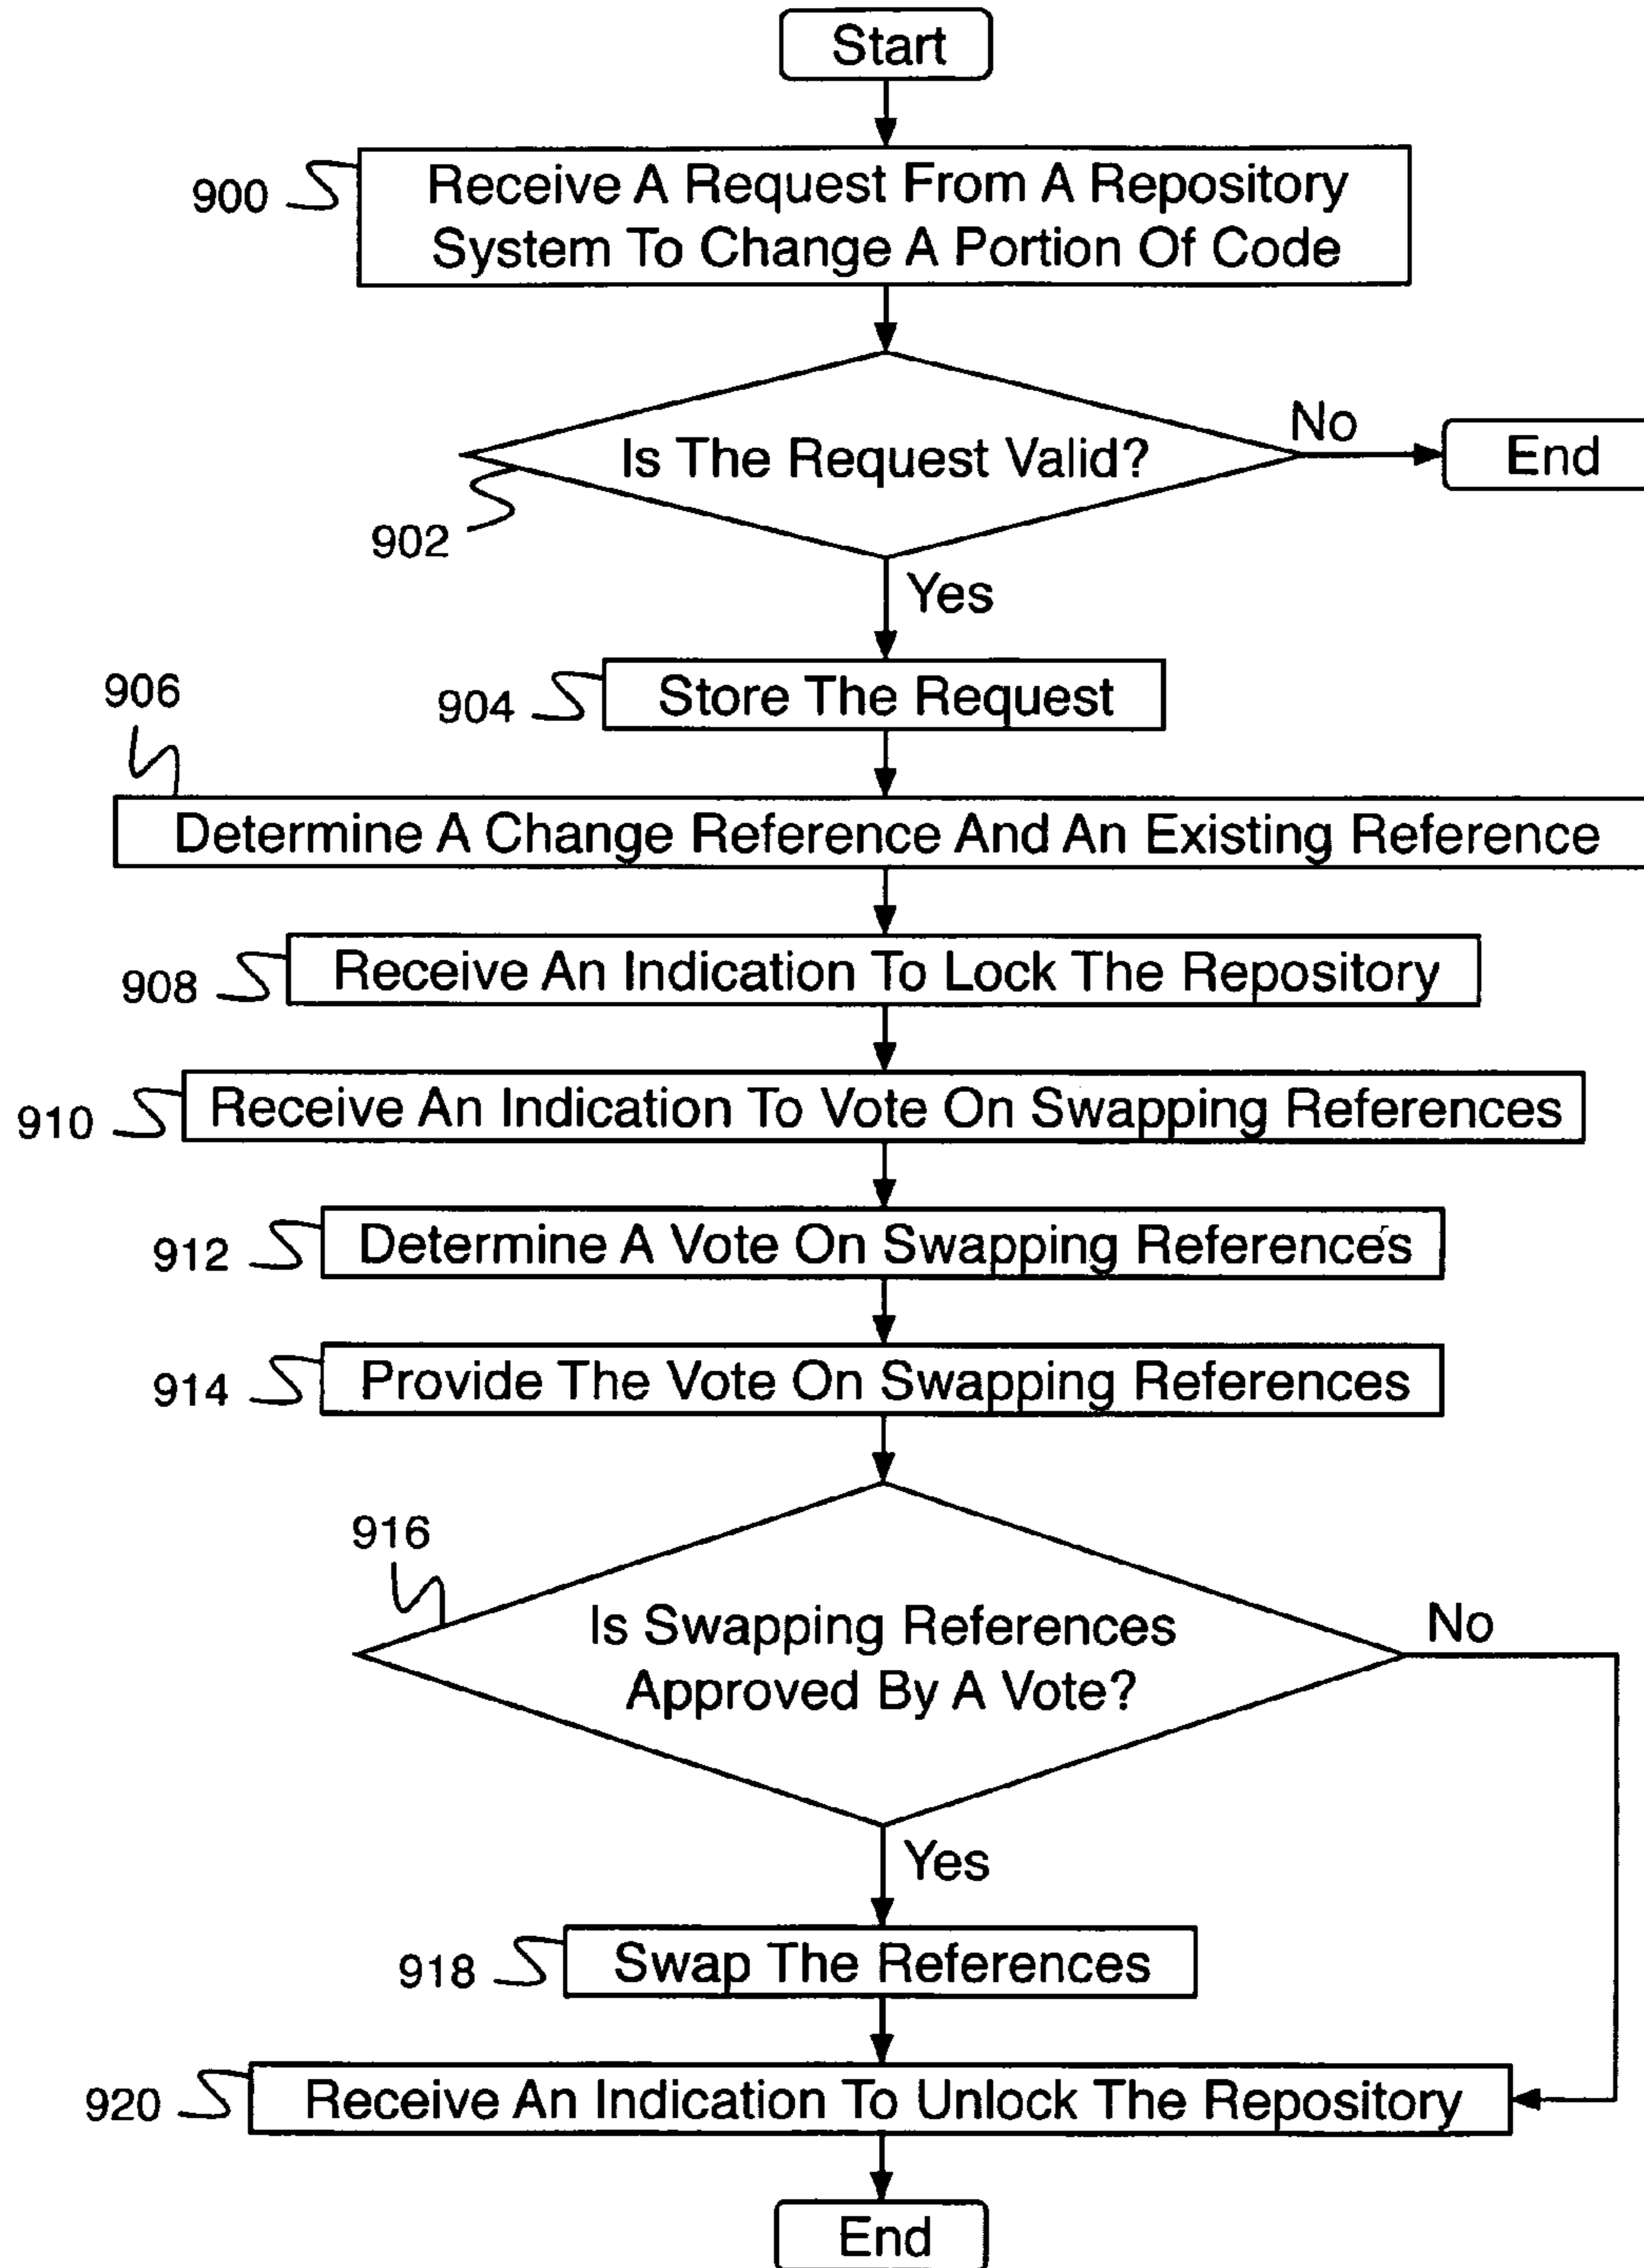 Start
900
Receive A Request From A Repository
System To Change A Portion Of Code
Is The Request Valid?
No
End
902
Yes
904
Store The Request
906
Determine A Change Reference And An Existing Reference
908
Receive An Indication To Lock The Repository
910
Receive An Indication To Vote On Swapping References
912
Determine A Vote On Swapping References
914
Provide The Vote On Swapping References
916
Is Swapping References
Approved By A Vote?
No
Yes
918
Swap The References
920
Receive An Indication To Unlock The Repository
End